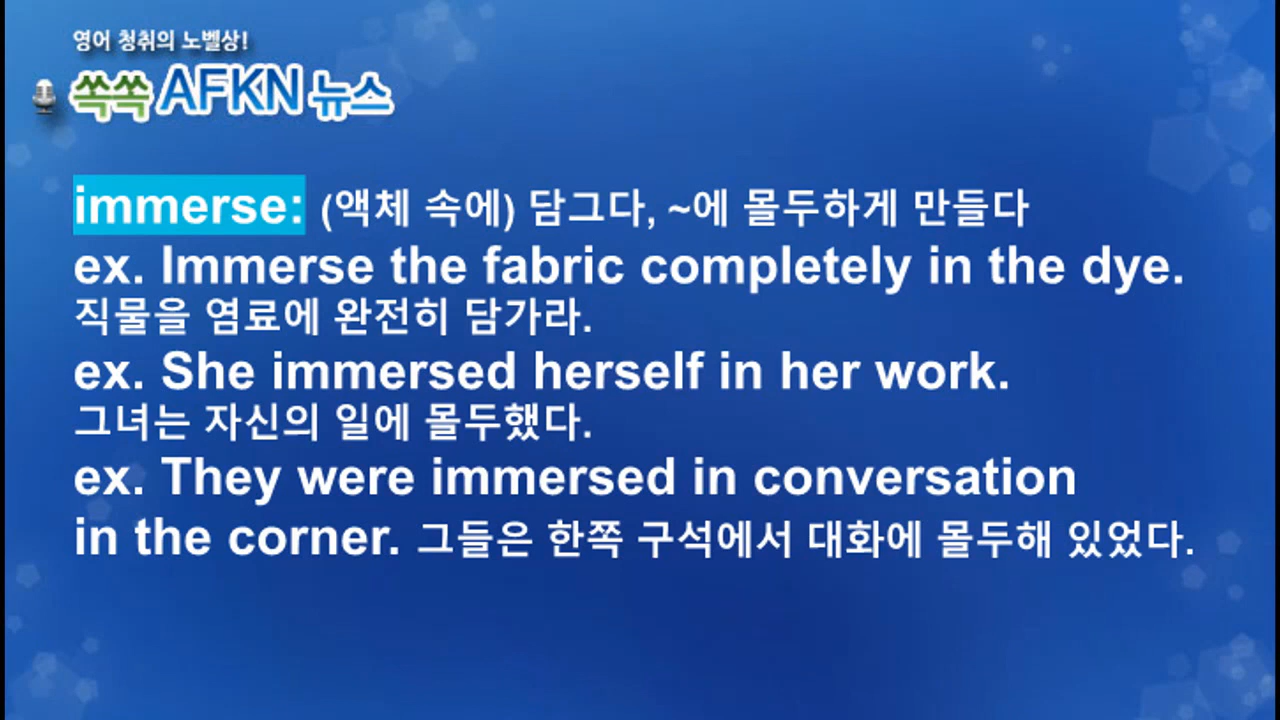 영어 청취의 노벨상!
쏙쏙 AFKN 뉴스
immerse: (액체 속에) 담그다, ~에 몰두하게 만들다
ex. Immerse the fabric completely in the dye.
직물을 염료에 완전히 담가라.
ex. She immersed herself in her work.
그녀는 자신의 일에 몰두했다.
ex. They were immersed in conversation
in the corner. 그들은 한쪽 구석에서 대화에 몰두해 있었다.